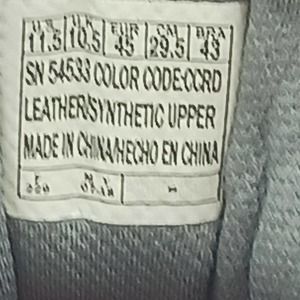 U.S U.K EUR CM BRA
11.5 10.5 45 29.5 43
SN 54533 COLOR CODE:CCRD
LEATHER/SYNTHETIC UPPER
MADE IN CHINA/HECHO EN CHINA